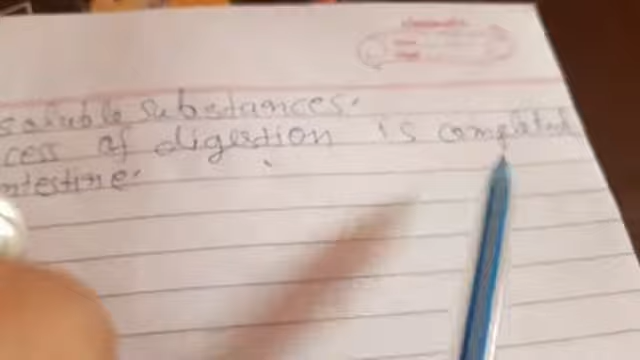 soluble substances.
cess of digestion is completed
ntestine.